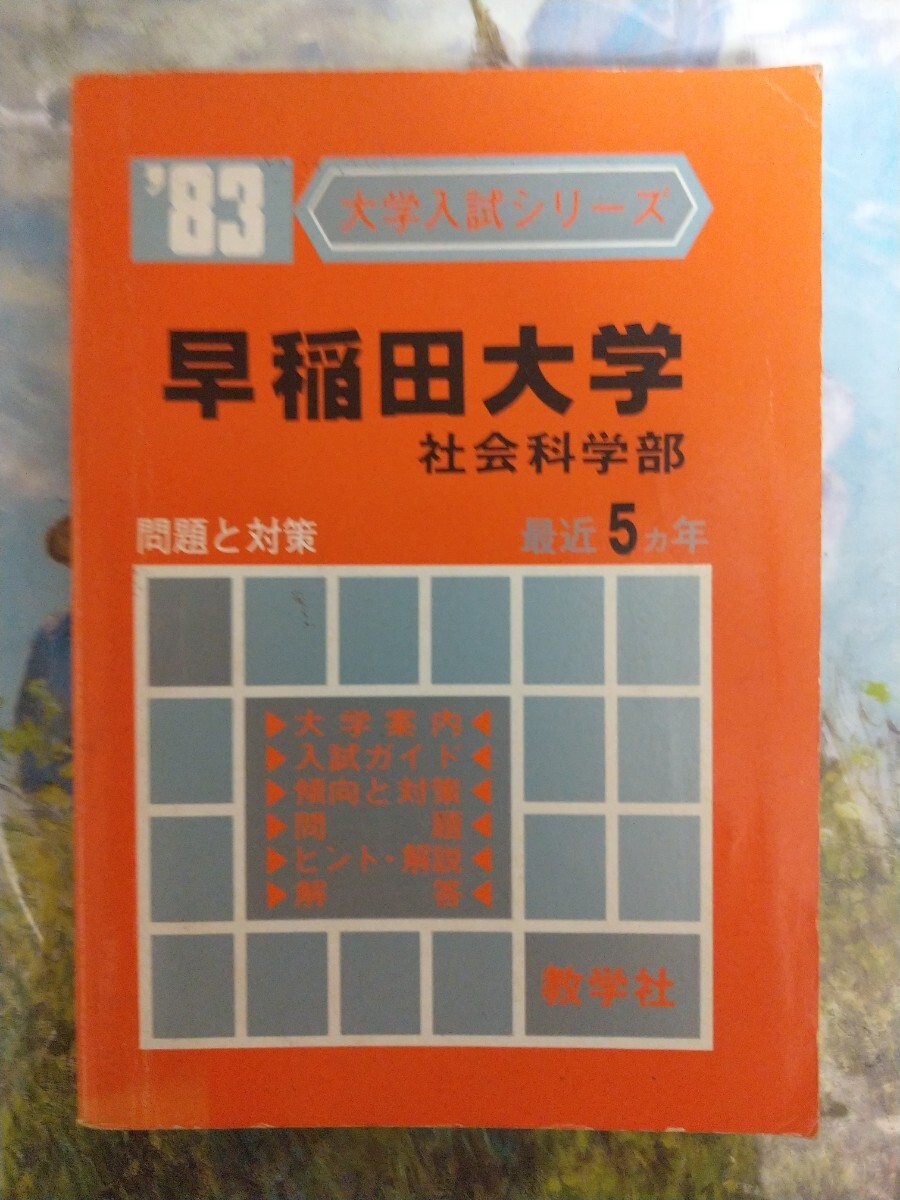 '83
大学入試シリーズ
早稲田大学
社会科学部
問題と対策
最近5ヵ年
▶大学案内◀
▶入試ガイド◀
▶傾向と対策◀
▶問題◀
▶ヒント・解説◀
▶解答◀
教学社